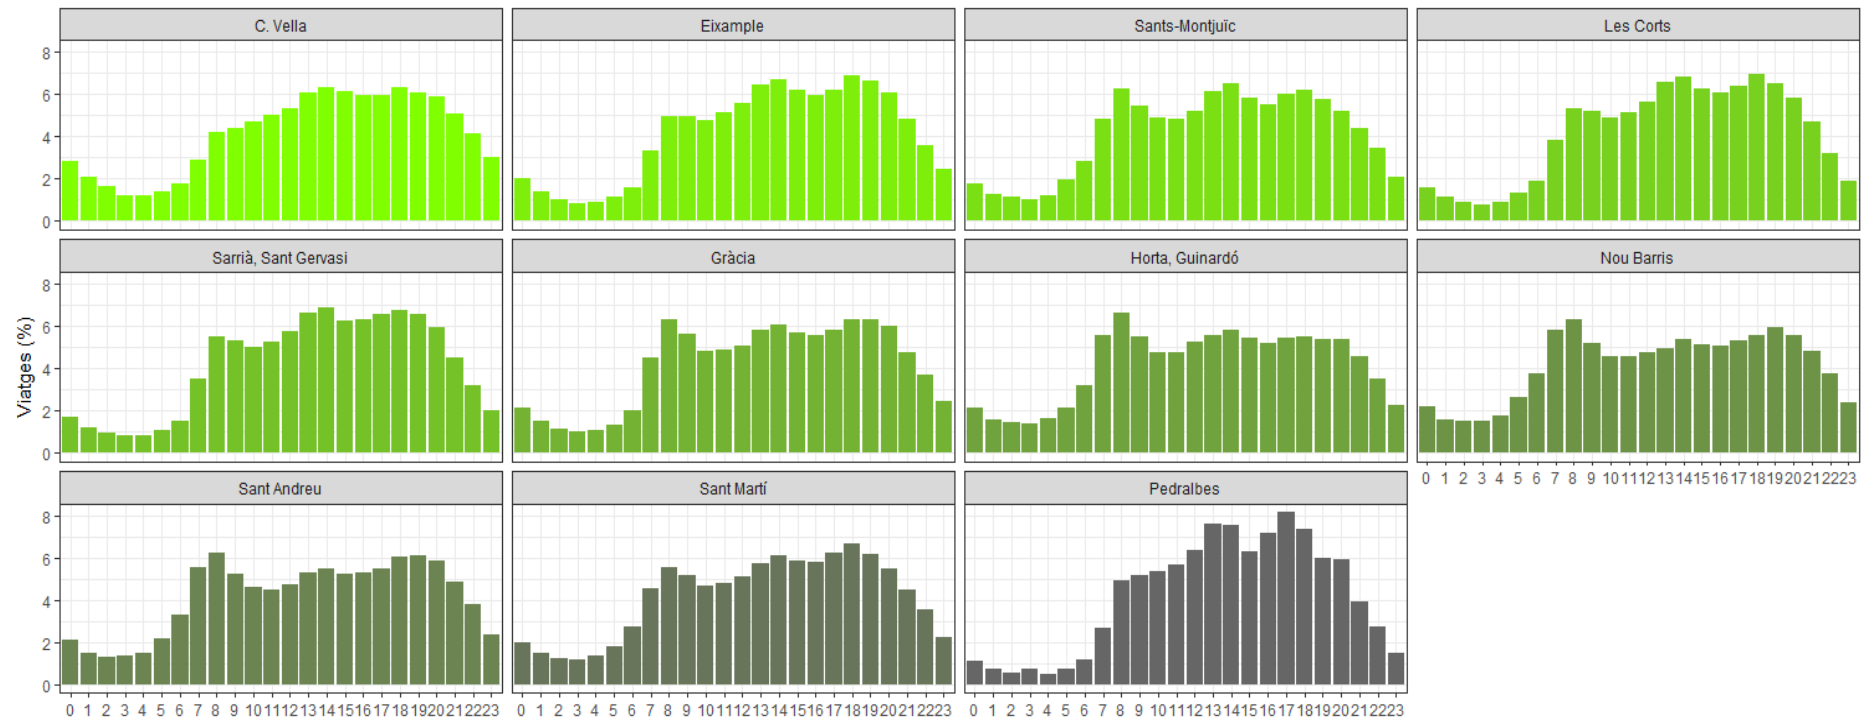 C. Vella
Eixample
Sants-Montjuïc
Les Corts
8
6
4
2
0
Sarrià, Sant Gervasi
Gràcia
Horta, Guinardó
Nou Barris
8
6
4
2
0
Viatges (%)
0 1 2 3 4 5 6 7 8 9 10 11 12 13 14 15 16 17 18 19 20 21 22 23
Sant Andreu
Sant Martí
Pedralbes
8
6
4
2
0
0 1 2 3 4 5 6 7 8 9 10 11 12 13 14 15 16 17 18 19 20 21 22 23
0 1 2 3 4 5 6 7 8 9 10 11 12 13 14 15 16 17 18 19 20 21 22 23
0 1 2 3 4 5 6 7 8 9 10 11 12 13 14 15 16 17 18 19 20 21 22 23